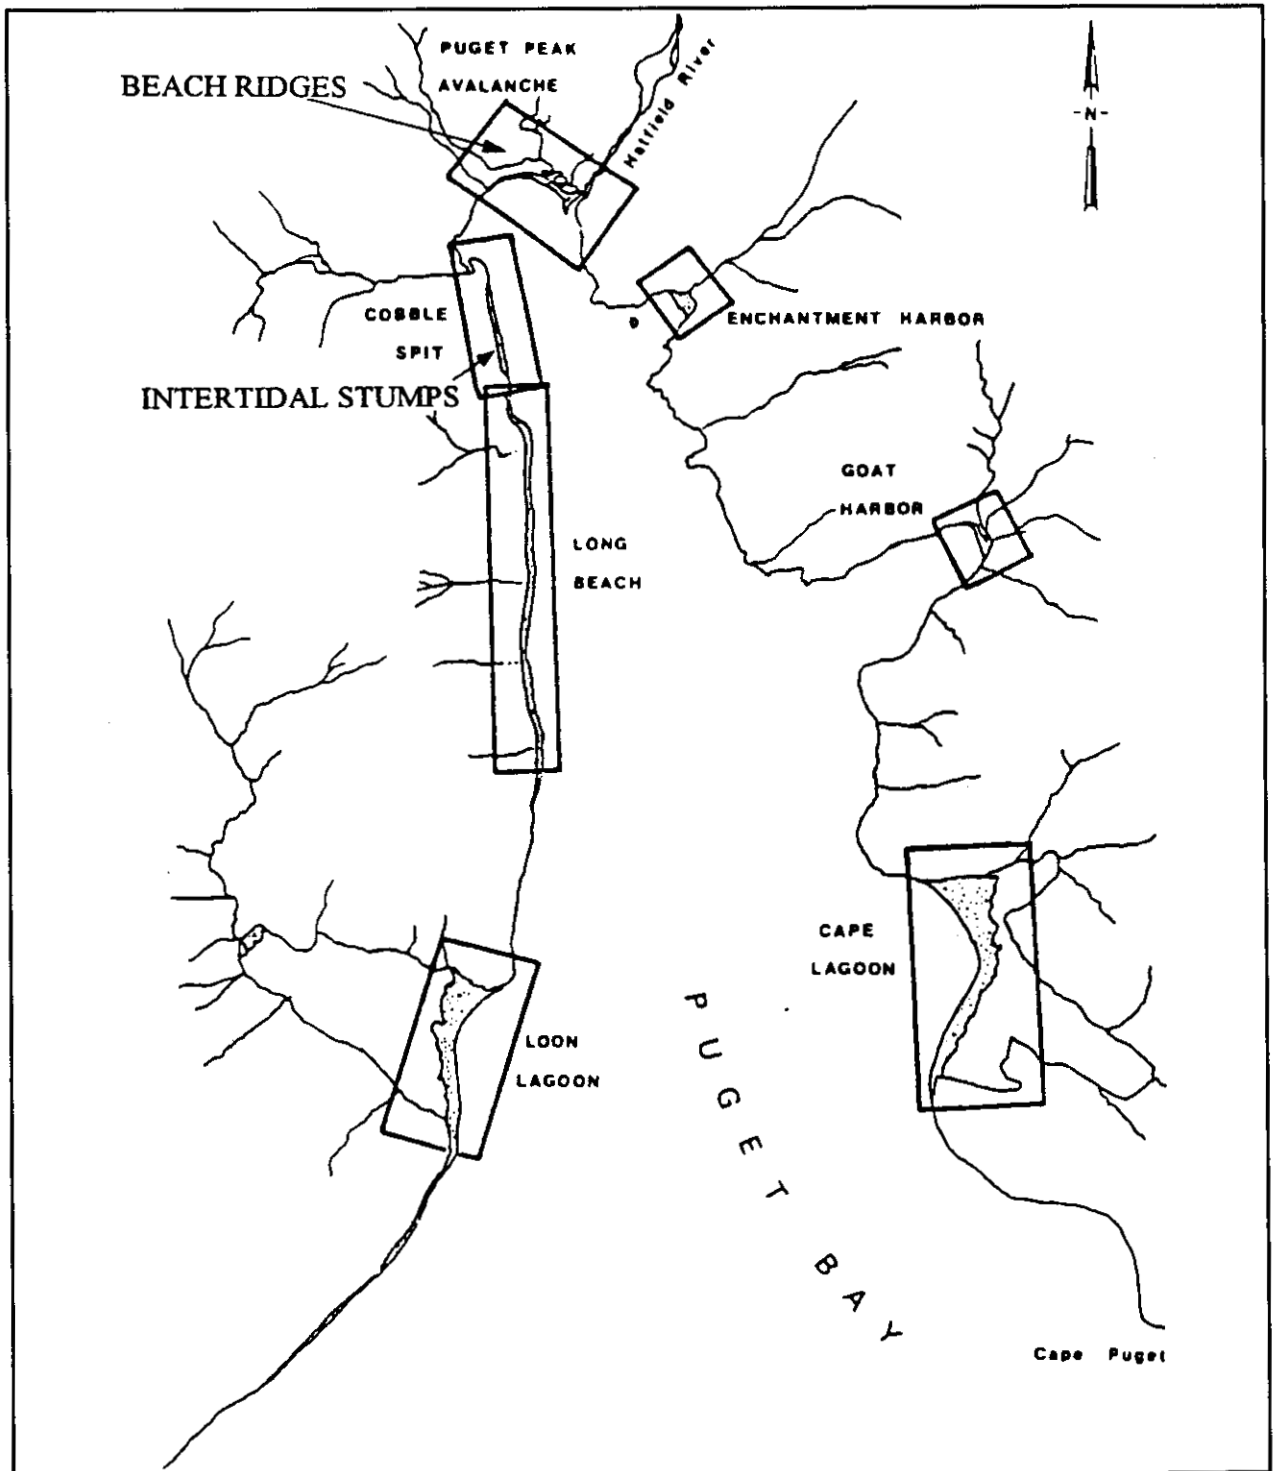 PUGET PEAK
AVALANCHE
BEACH RIDGES
Hatfield River
-N-
COBBLE
SPIT
ENCHANTMENT HARBOR
INTERTIDAL STUMPS
GOAT
HARBOR
LONG
BEACH
CAPE
LAGOON
LOON
LAGOON
PUGET BAY
Cape Puget